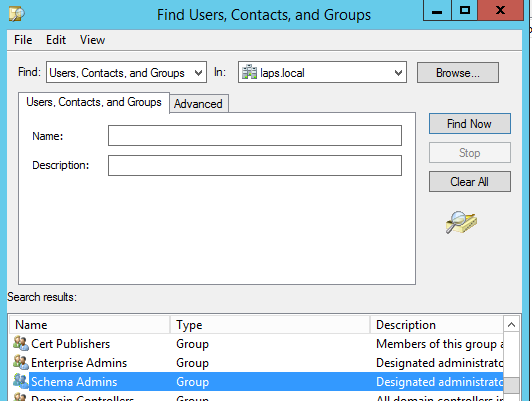 Find Users, Contacts, and Groups
File Edit View
Find: Users, Contacts, and Groups In: laps.local Browse...
Users, Contacts, and Groups Advanced
Name:
Description:
Find Now
Stop
Clear All
Search results:
Name Type Description
Cert Publishers Group Members of this group a
Enterprise Admins Group Designated administrato
Schema Admins Group Designated administrato
Domain Controllers Group All domain controllers in